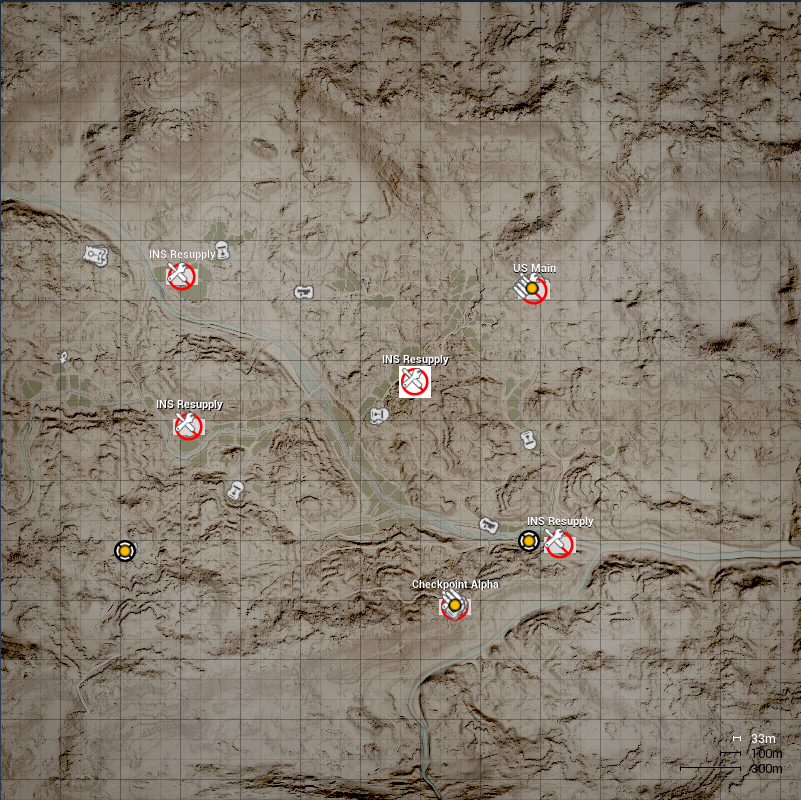 INS Resupply
US Main
INS Resupply
INS Resupply
INS Resupply
Checkpoint Alpha
33m
100m
300m